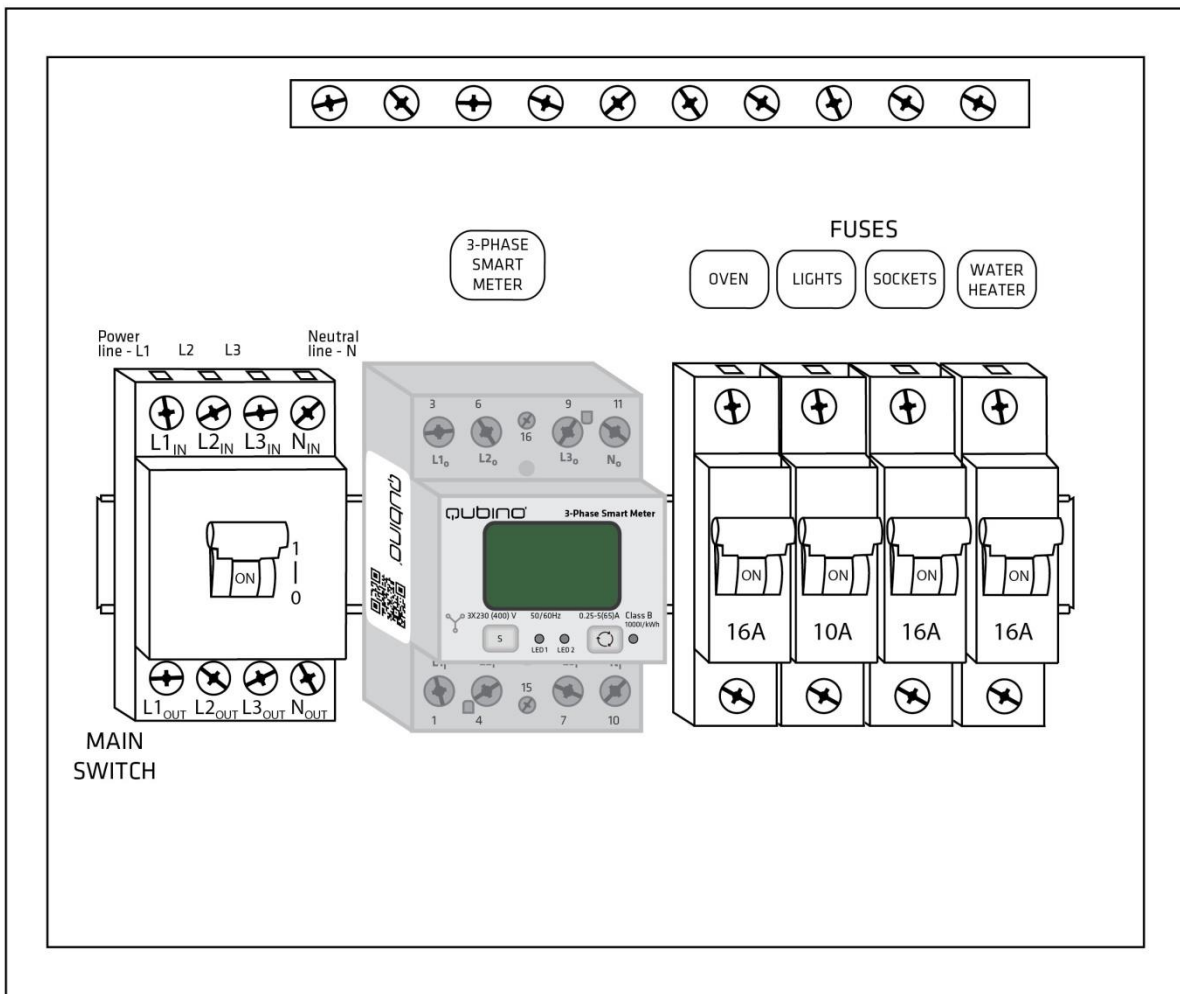 FUSES
3-PHASE
SMART
METER
OVEN
LIGHTS
SOCKETS
WATER
HEATER
Power
line - L1
L2
L3
Neutral
line - N
L1IN L2IN L3IN NIN
3 6 9 11
16
L1o L2o L3o No
QUBINO
QUBINO 3-Phase Smart Meter
1
0
ON
3X230 (400) V 50/60Hz 0.25-5(65)A Class B
1000I/kWh
S
LED 1 LED 2
15
1 4 7 10
ON ON ON ON
16A 10A 16A 16A
L1OUT L2OUT L3OUT NOUT
MAIN
SWITCH